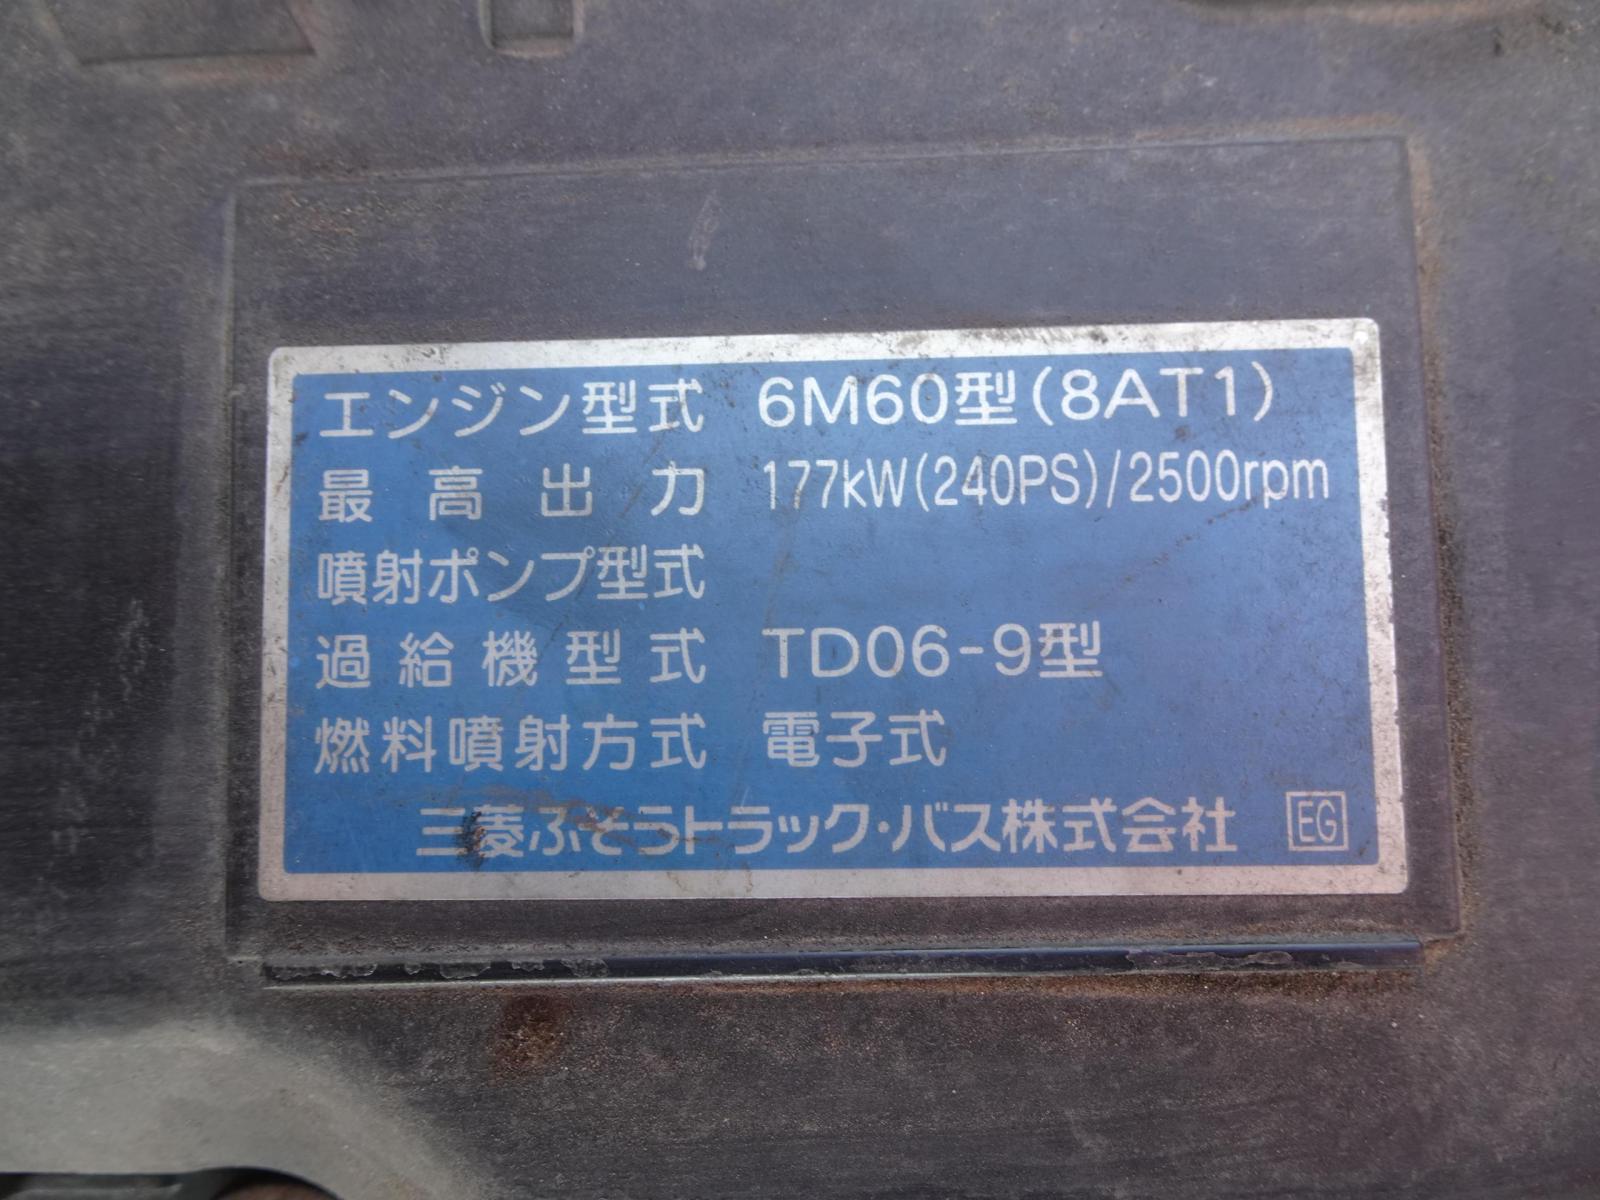 エンジン型式 6M60型(8AT1)
最高出力 177kW(240PS)/2500rpm
噴射ポンプ型式
過給機型式 TD06-9型
燃料噴射方式 電子式
三菱ふそうトラック・バス株式会社 EG